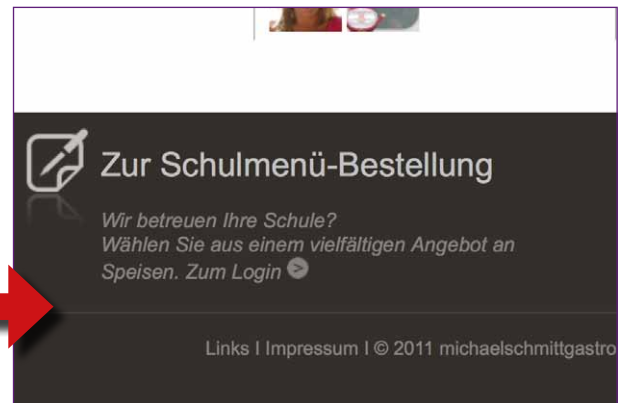 Zur Schulmenü-Bestellung
Wir betreuen Ihre Schule?
Wählen Sie aus einem vielfältigen Angebot an
Speisen. Zum Login >
Links I Impressum I © 2011 michaelschmittgastro